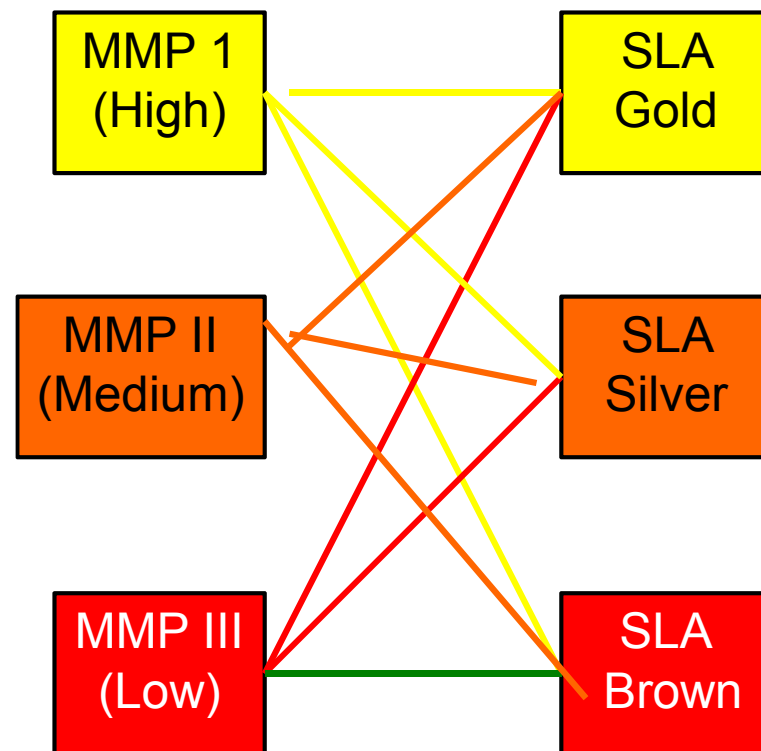 MMP 1
(High)
SLA
Gold
MMP II
(Medium)
SLA
Silver
MMP III
(Low)
SLA
Brown